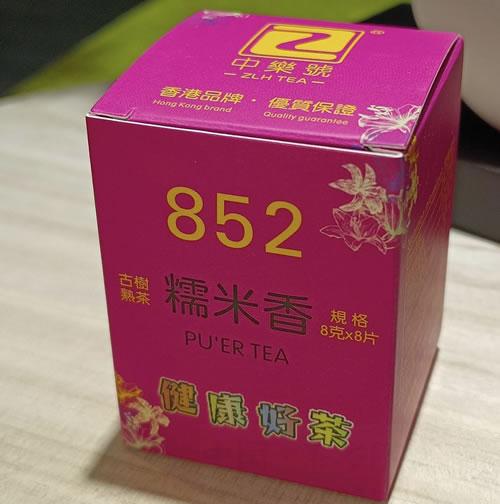 ®
中樂號
— ZLH TEA —
香港品牌 · 優質保證
Hong Kong brand Quality guarantee
852
古樹
熟茶
糯米香
規格
8克x8片
PU'ER TEA
健康好茶